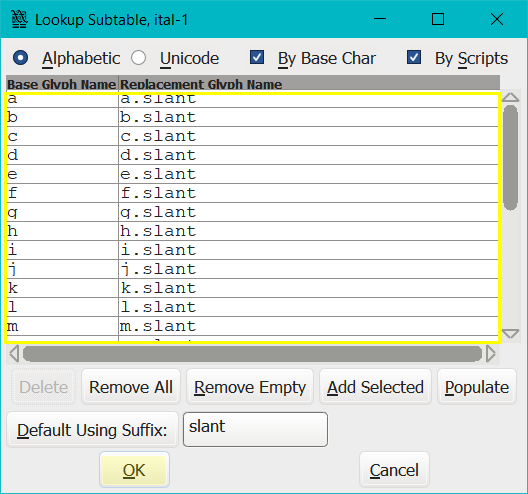 Lookup Subtable, ital-1
Alphabetic Unicode By Base Char By Scripts
Base Glyph Name Replacement Glyph Name
a a.slant
b b.slant
c c.slant
d d.slant
e e.slant
f f.slant
g g.slant
h h.slant
i i.slant
j j.slant
k k.slant
l l.slant
m m.slant
Delete Remove All Remove Empty Add Selected Populate
Default Using Suffix: slant
OK Cancel